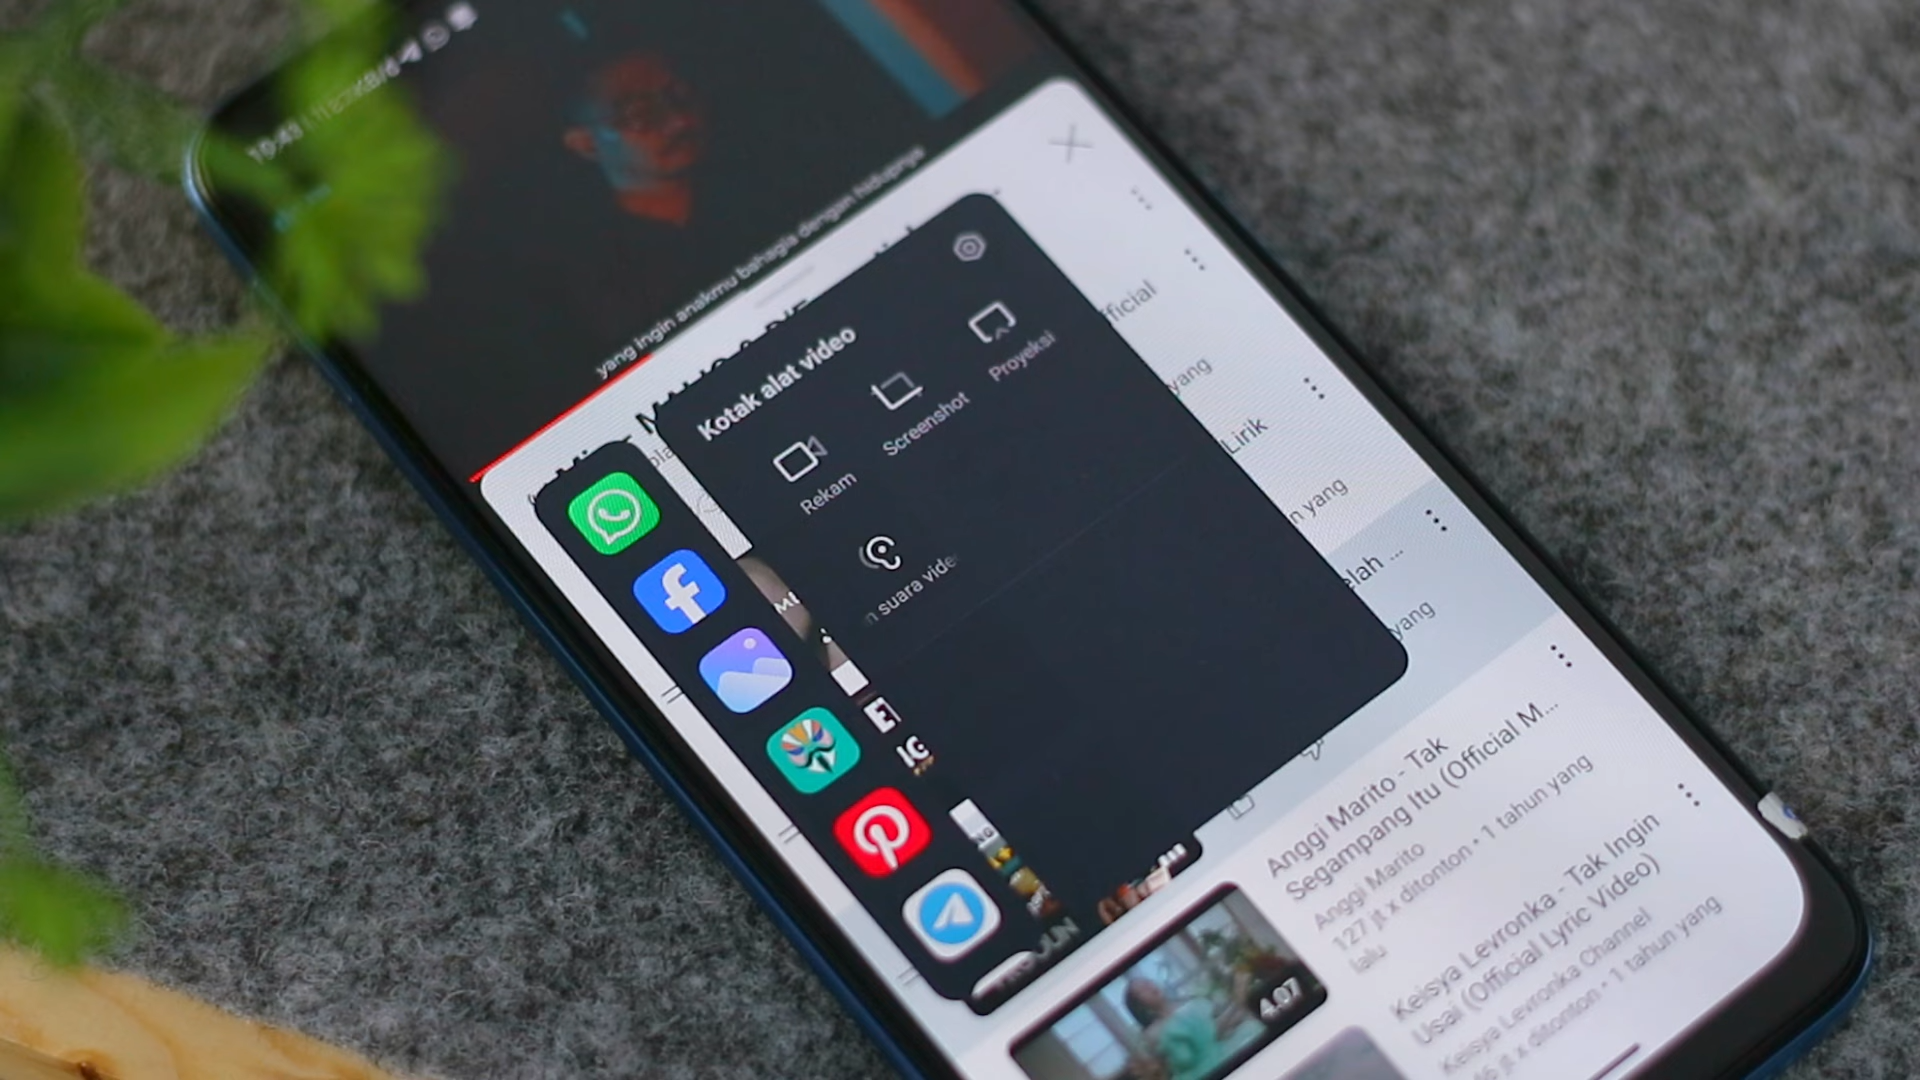 yang ingin anakmu bahagia dengan hidupnya
Kotak alat video
Rekam
Screenshot
Proyeksi
suara vide
fficial
yang
Lirik
n yang
elah ...
yang
Anggi Marito - Tak
Segampang Itu (Official M...
Anggi Marito
127 jt x ditonton • 1 tahun yang
lalu
4.07
Keisya Levronka - Tak Ingin
Usai (Official Lyric Video)
Keisya Levronka Channel
jt x ditonton • 1 tahun yang